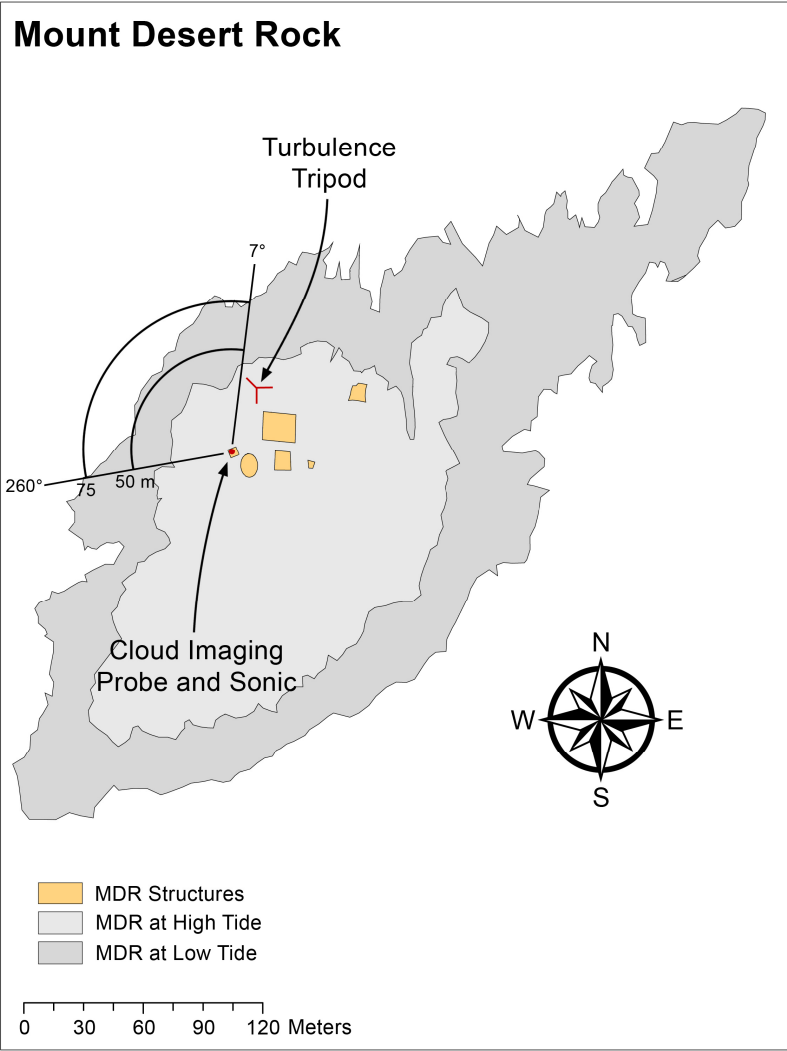 Mount Desert Rock
Turbulence
Tripod
7°
260°
75
50 m
Cloud Imaging
Probe and Sonic
N
W
E
S
MDR Structures
MDR at High Tide
MDR at Low Tide
0 30 60 90 120 Meters